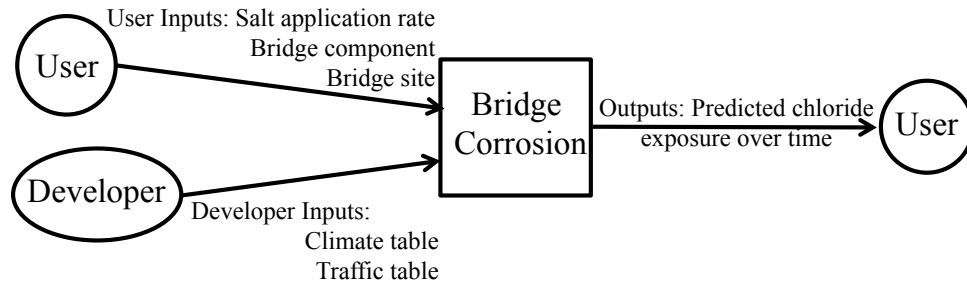 User Inputs: Salt application rate
Bridge component
Bridge site
User
Developer
Developer Inputs:
Climate table
Traffic table
Bridge
Corrosion
Outputs: Predicted chloride
exposure over time
User